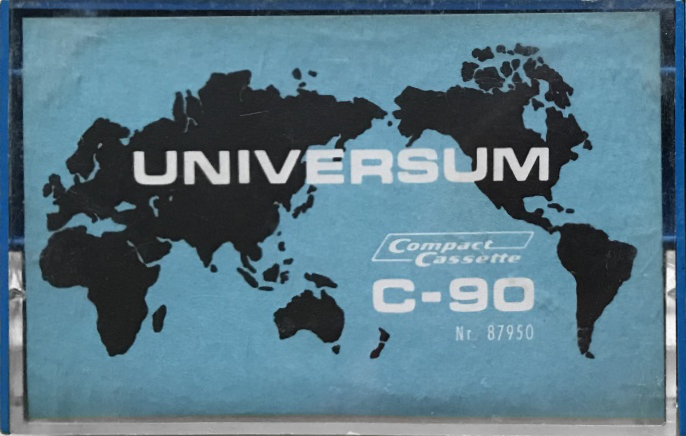 UNIVERSUM
Compact
Cassette
C-90
Nr. 87950